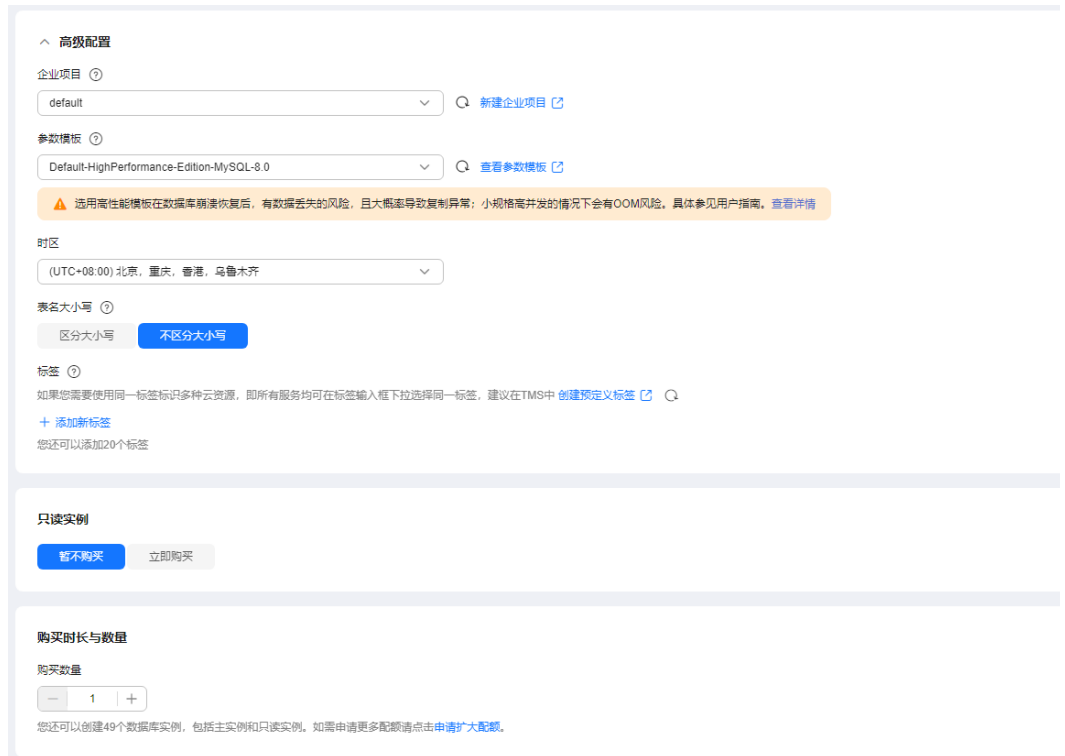 高级配置
企业项目
default 新建企业项目
参数模板
Default-HighPerformance-Edition-MySQL-8.0 查看参数模板
选用高性能模板在数据库崩溃恢复后，有数据丢失的风险，且大概率导致复制异常；小规格高并发的情况下会有OOM风险。具体参见用户指南。查看详情
时区
(UTC+08:00) 北京，重庆，香港，乌鲁木齐
表名大小写
区分大小写 不区分大小写
标签
如果您需要使用同一标签标识多种云资源，即所有服务均可在标签输入框下拉选择同一标签，建议在TMS中 创建预定义标签
+ 添加新标签
您还可以添加20个标签
只读实例
暂不购买 立即购买
购买时长与数量
购买数量
— 1 +
您还可以创建49个数据库实例，包括主实例和只读实例。如需申请更多配额请点击申请扩大配额。